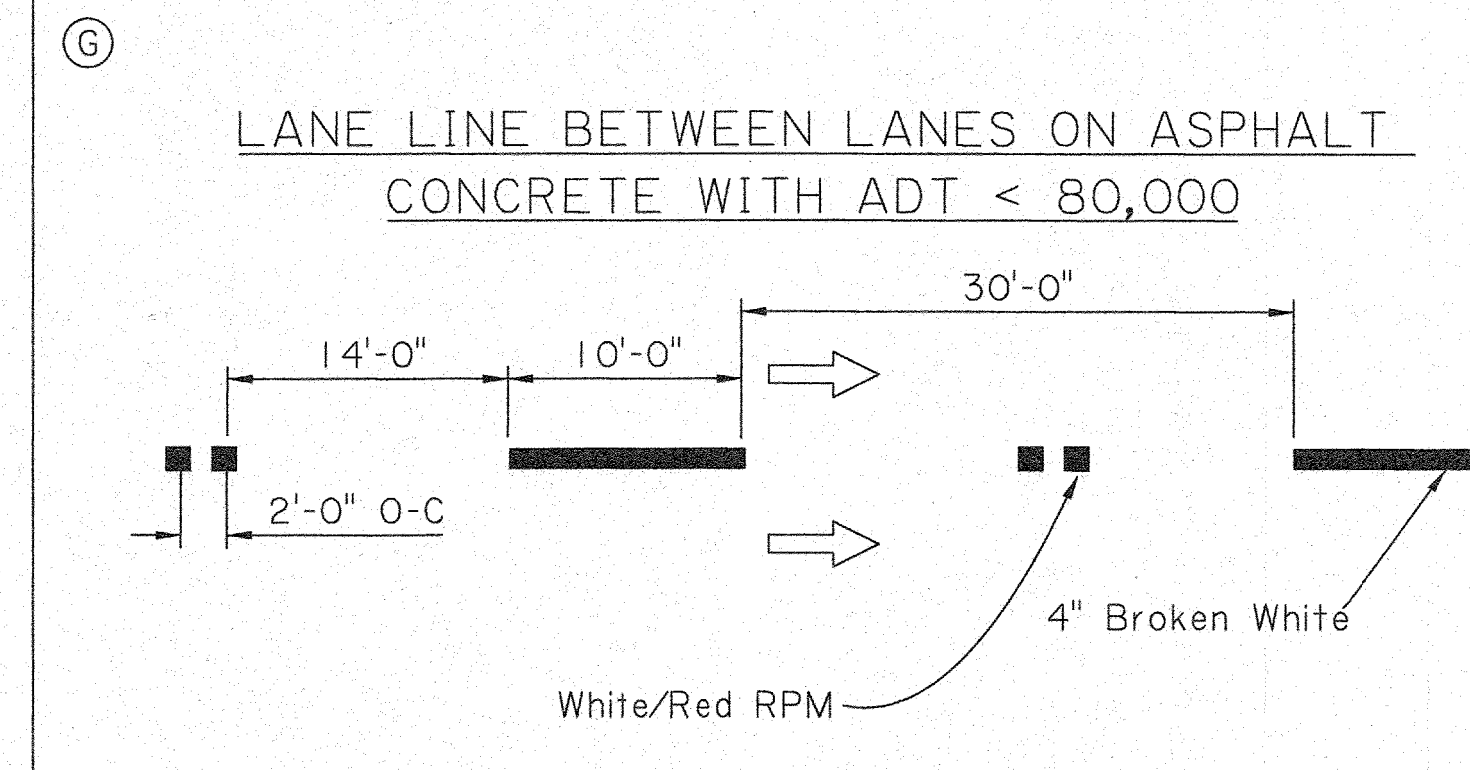 G
LANE LINE BETWEEN LANES ON ASPHALT
CONCRETE WITH ADT < 80,000
30'-0"
14'-0"
10'-0"
2'-0" O-C
4" Broken White
White/Red RPM